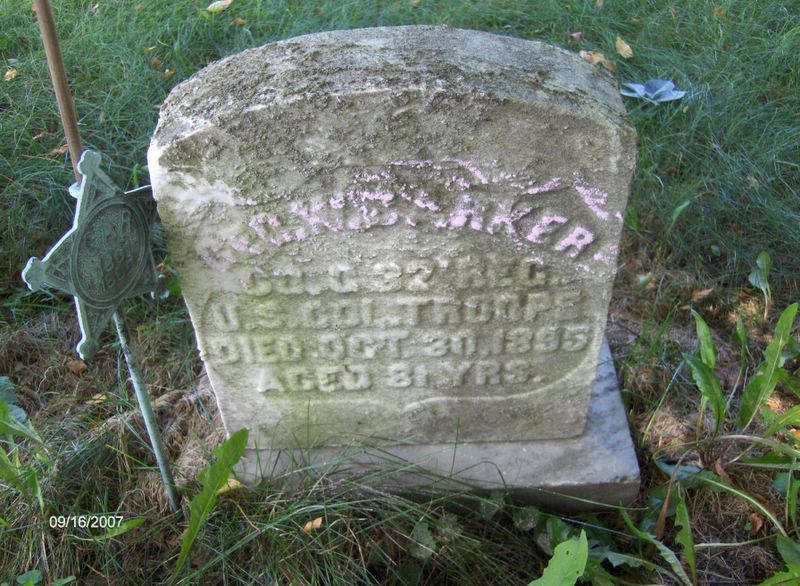 CO. G. 32' REG.
U.S. COL. TROOPS
DIED OCT. 30, 1895
AGED 81 YRS.
09/16/2007